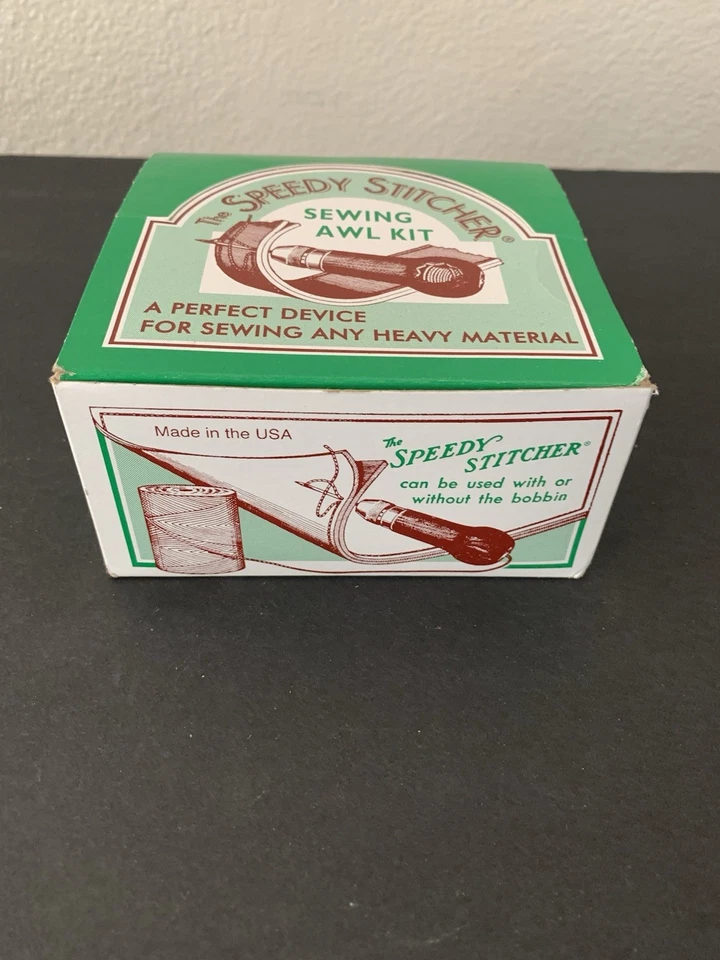 The SPEEDY STITCHER®
SEWING
AWL KIT
A PERFECT DEVICE
FOR SEWING ANY HEAVY MATERIAL
Made in the USA
The SPEEDY
STITCHER®
can be used with or
without the bobbin